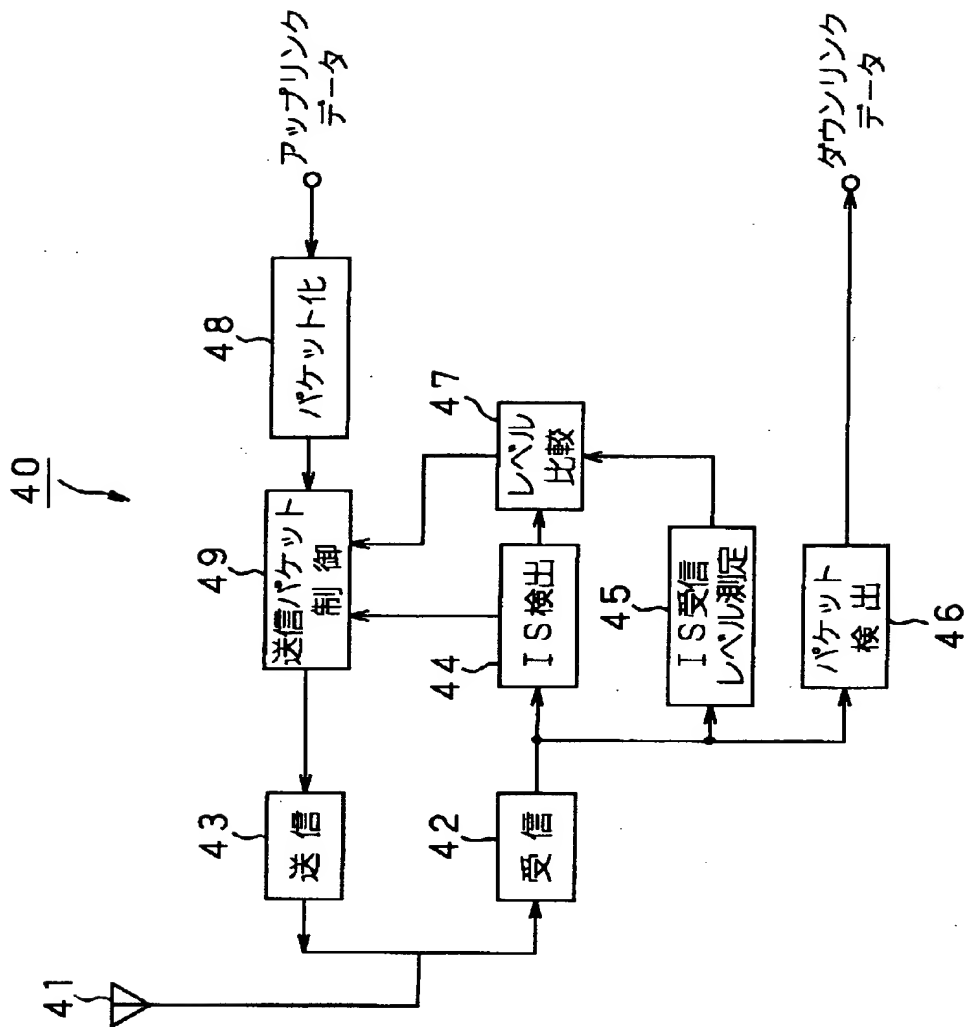 40
41
43
送信
49
送信パケット
制御
48
パケット化
アップリンク
データ
42
受信
44
IS検出
47
レベル
比較
45
IS受信
レベル測定
46
パケット
検出
ダウンリンク
データ